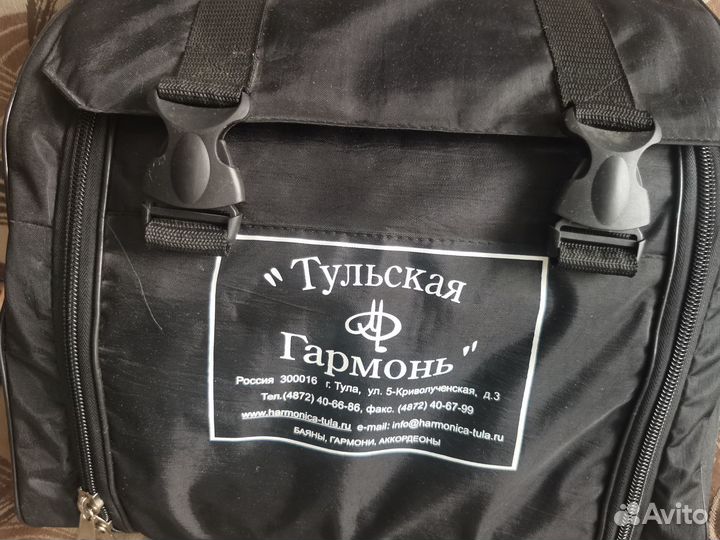 "Тульская
Гармонь"
Россия 300016 г. Тула, ул. 5-Криволученская, д.3
Тел.(4872) 40-66-86, факс. (4872) 40-67-99
www.harmonica-tula.ru e-mail: info@harmonica-tula.ru
БАЯНЫ, ГАРМОНИ, АККОРДЕОНЫ
Avito